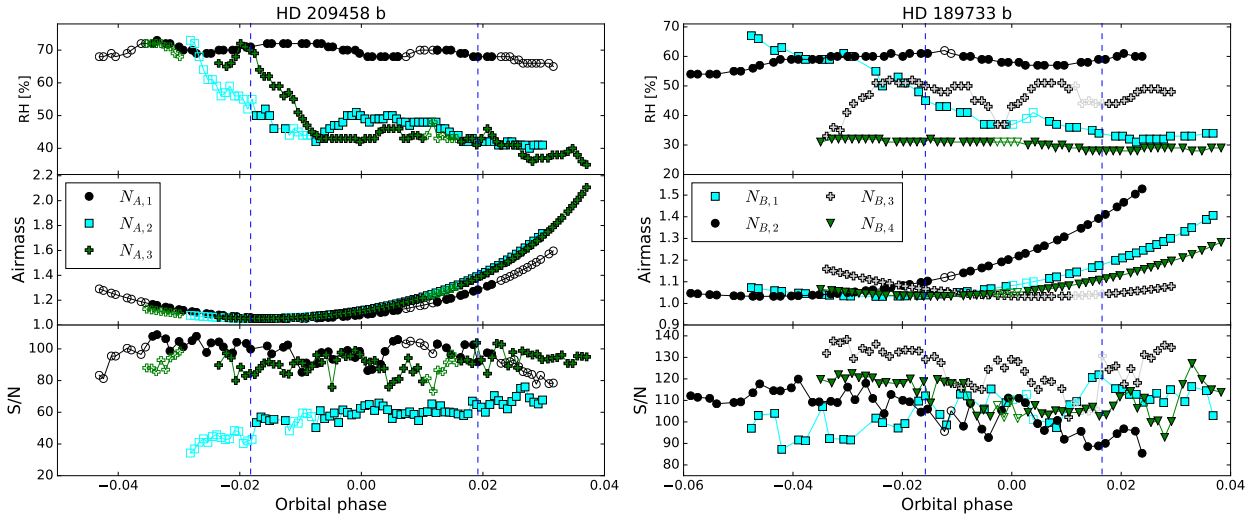 HD 209458 b
RH [%]
70
60
50
40
2.2
Airmass
2.0
1.8
1.6
1.4
1.2
1.0
N_{A,1}
N_{A,2}
N_{A,3}
S/N
100
80
60
40
20
−0.04 −0.02 0.00 0.02 0.04
Orbital phase
HD 189733 b
RH [%]
70
60
50
40
30
20
Airmass
1.5
1.4
1.3
1.2
1.1
1.0
0.9
N_{B,1} N_{B,3}
N_{B,2} N_{B,4}
S/N
140
130
120
110
100
90
80
−0.06 −0.04 −0.02 0.00 0.02 0.04
Orbital phase